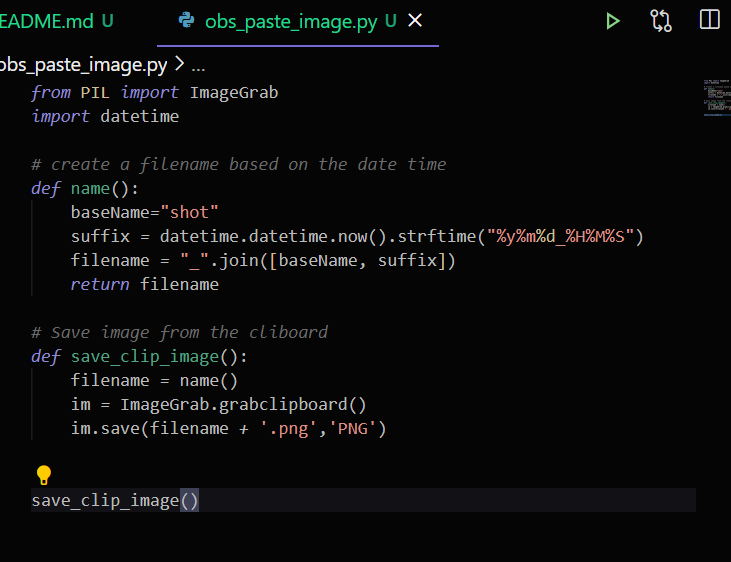 EADME.md U
obs_paste_image.py U
obs_paste_image.py > ...
from PIL import ImageGrab
import datetime
# create a filename based on the date time
def name():
    baseName="shot"
    suffix = datetime.datetime.now().strftime("%y%m%d_%H%M%S")
    filename = "_".join([baseName, suffix])
    return filename
# Save image from the cliboard
def save_clip_image():
    filename = name()
    im = ImageGrab.grabclipboard()
    im.save(filename + '.png','PNG')
save_clip_image()